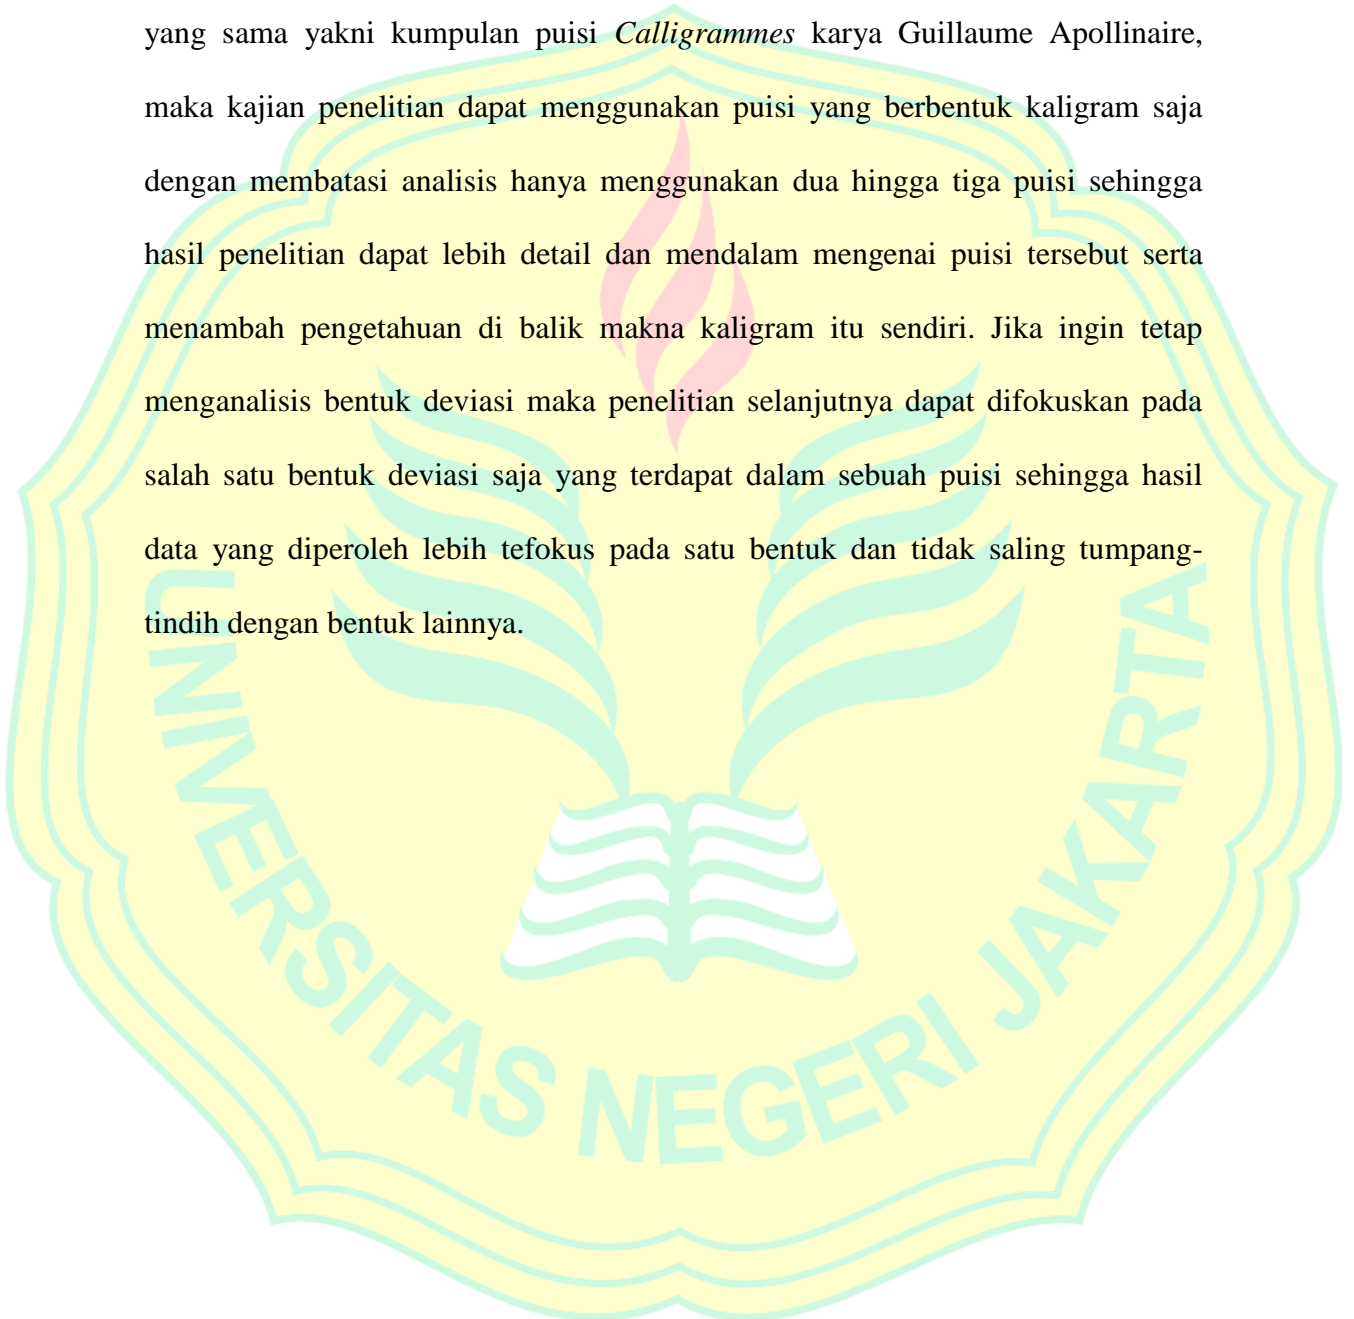 yang sama yakni kumpulan puisi Calligrammes karya Guillaume Apollinaire,
maka kajian penelitian dapat menggunakan puisi yang berbentuk kaligram saja
dengan membatasi analisis hanya menggunakan dua hingga tiga puisi sehingga
hasil penelitian dapat lebih detail dan mendalam mengenai puisi tersebut serta
menambah pengetahuan di balik makna kaligram itu sendiri. Jika ingin tetap
menganalisis bentuk deviasi maka penelitian selanjutnya dapat difokuskan pada
salah satu bentuk deviasi saja yang terdapat dalam sebuah puisi sehingga hasil
data yang diperoleh lebih tefokus pada satu bentuk dan tidak saling tumpang-
tindih dengan bentuk lainnya.
UNIVERSITAS NEGERI JAKARTA